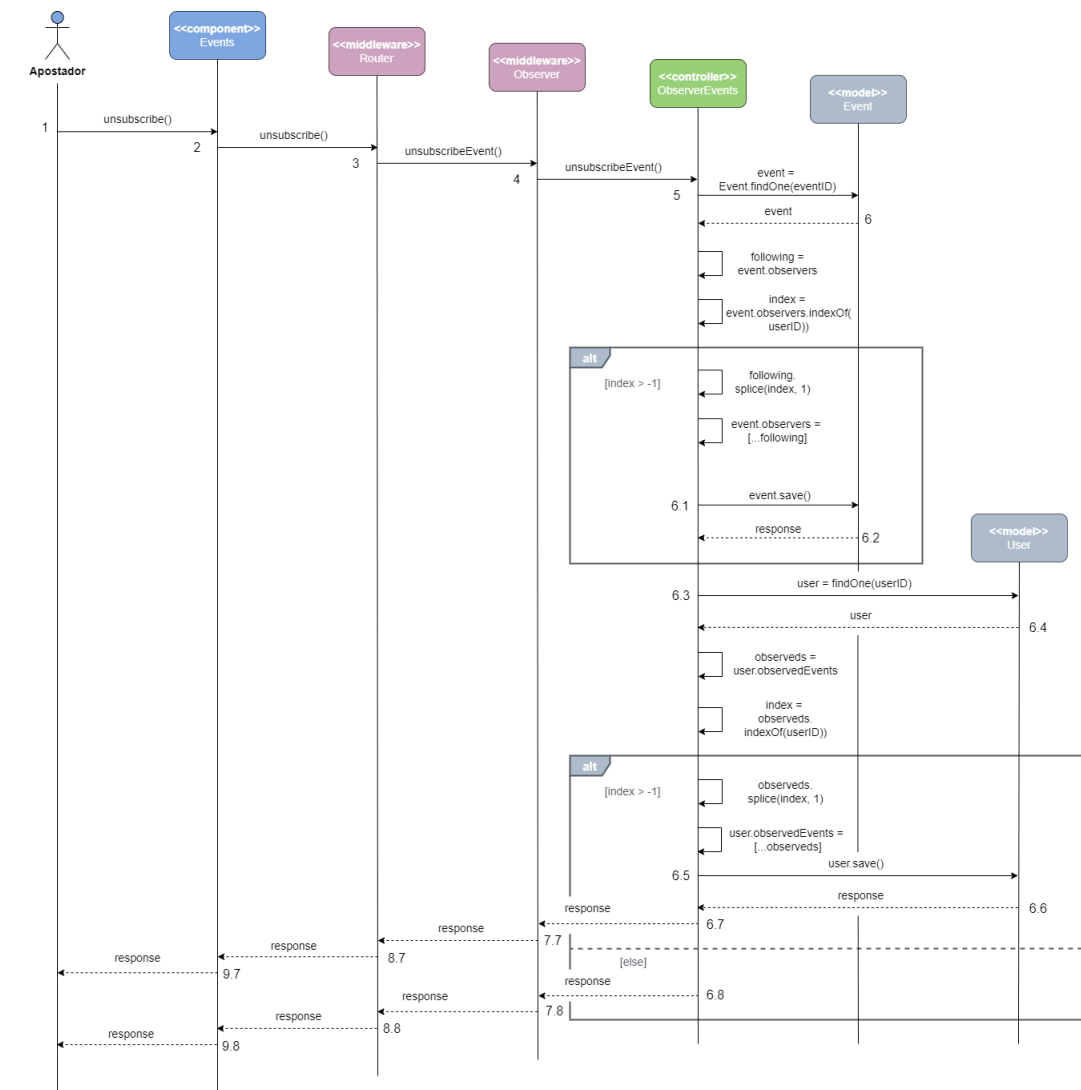 <<component>>
Events
<<middleware>>
Router
<<middleware>>
Observer
<<controller>>
ObserverEvents
<<model>>
Event
Apostador
1
unsubscribe()
2
unsubscribe()
3
unsubscribeEvent()
4
unsubscribeEvent()
5
event =
Event.findOne(eventID)
event
6
following =
event.observers
index =
event.observers.indexOf(
userID))
alt
[index > -1]
following.
splice(index, 1)
event.observers =
[...following]
6.1
event.save()
response
6.2
<<model>>
User
6.3
user = findOne(userID)
user
6.4
observeds =
user.observedEvents
index =
observeds.
indexOf(userID))
alt
[index > -1]
observeds.
splice(index, 1)
user.observedEvents =
[...observeds]
6.5
user.save()
response
6.6
response
6.7
response
7.7
response
8.7
response
9.7
[else]
response
6.8
response
7.8
response
8.8
response
9.8